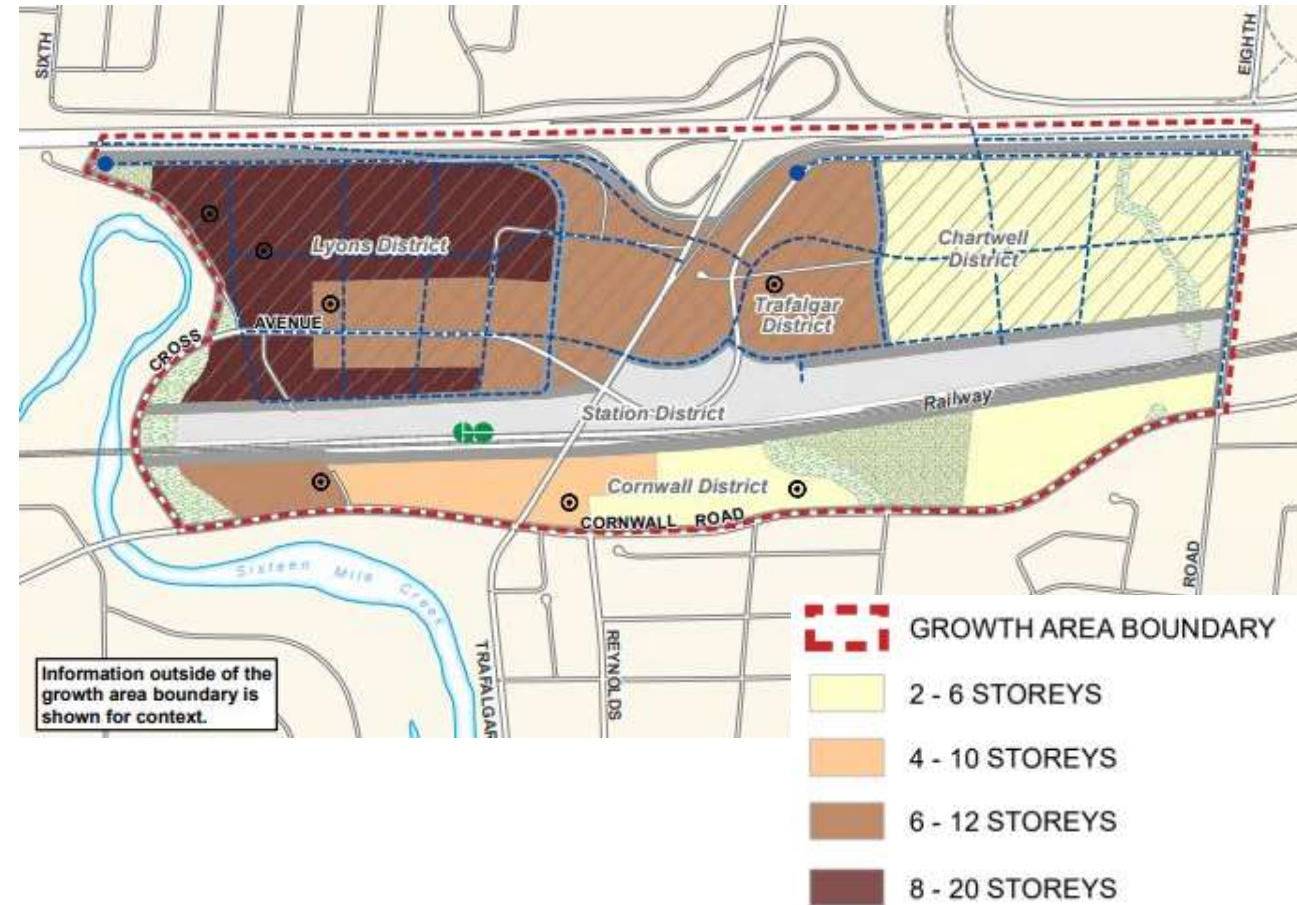 SIXTH
EIGHTH
Lyons District
Chartwell
District
Trafalgar
District
CROSS
AVENUE
Station District
Railway
Cornwall District
CORNWALL ROAD
Sixteen Mile Creek
ROAD
TRAFALGAR
REYNOLDS
Information outside of the
growth area boundary is
shown for context.
GROWTH AREA BOUNDARY
2 - 6 STOREYS
4 - 10 STOREYS
6 - 12 STOREYS
8 - 20 STOREYS